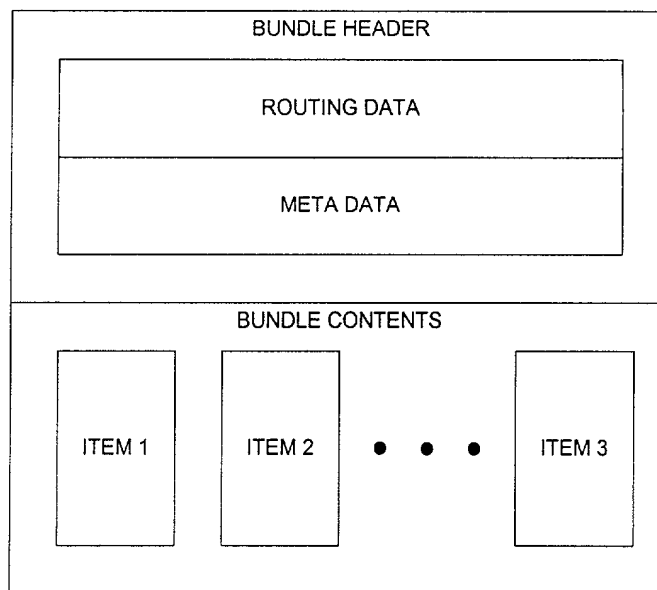 BUNDLE HEADER
ROUTING DATA
META DATA
BUNDLE CONTENTS
ITEM 1
ITEM 2
ITEM 3